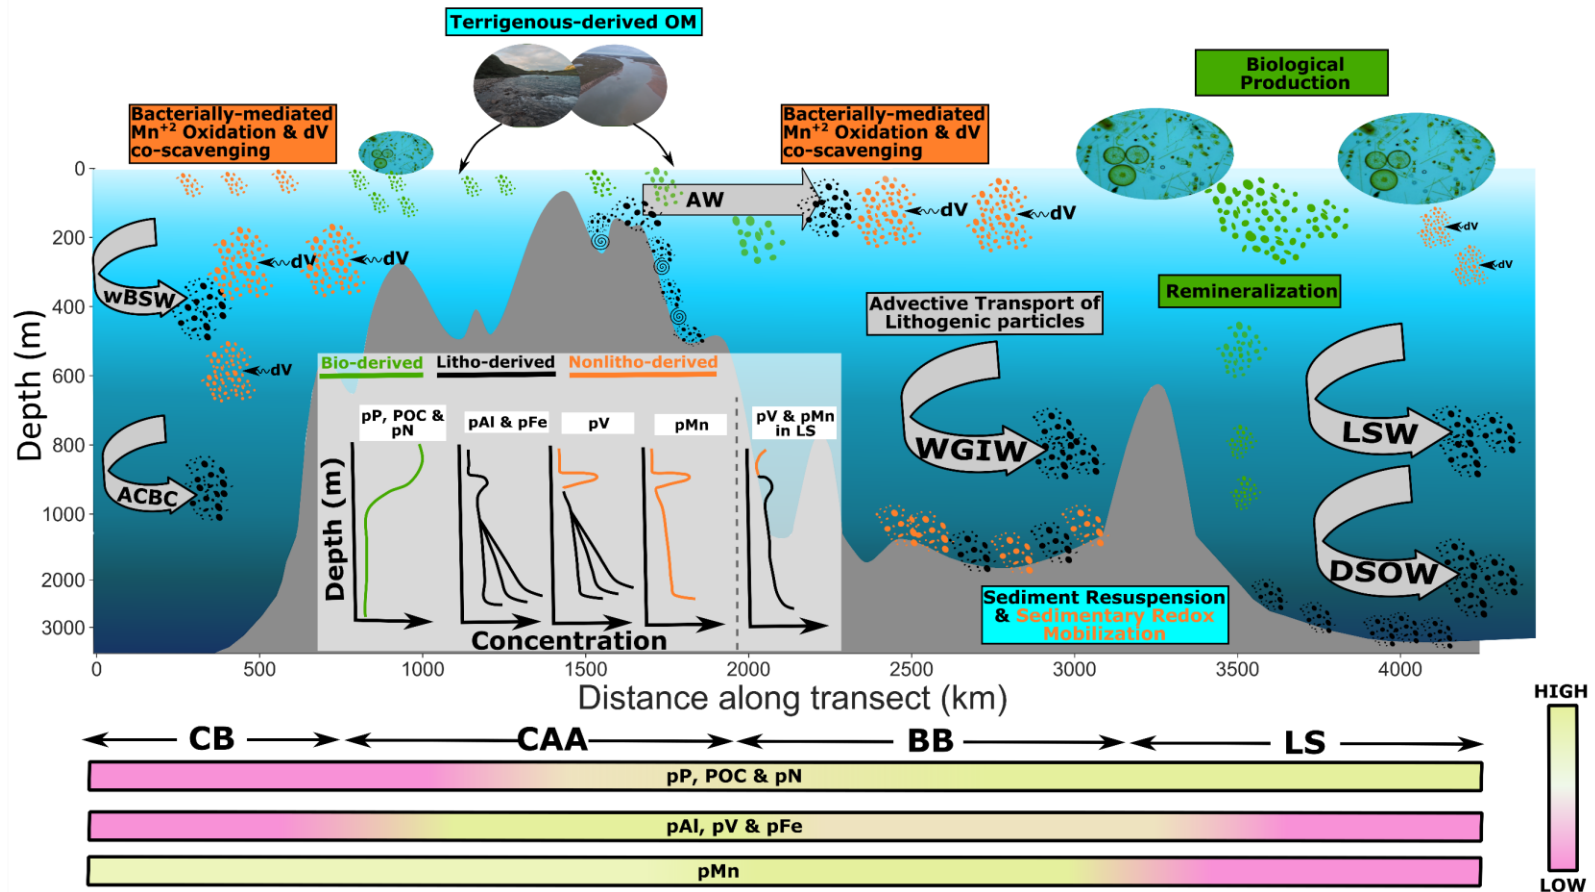 Terrigenous-derived OM
Biological
Production
Bacterially-mediated
Mn+2 Oxidation & dV
co-scavenging
Bacterially-mediated
Mn+2 Oxidation & dV
co-scavenging
Depth (m)
0
200
400
600
800
1000
2000
3000
AW
dV
dV
dV
dV
dV
dV
dV
wBSW
ACBC
Advective Transport of
Lithogenic particles
Remineralization
WGIW
LSW
DSOW
Bio-derived
Litho-derived
Nonlitho-derived
pP, POC &
pN
pAl & pFe
pV
pMn
pV & pMn
in LS
Depth (m)
Concentration
Sediment Resuspension
& Sedimentary Redox
Mobilization
0
500
1000
1500
2000
2500
3000
3500
4000
Distance along transect (km)
CB
CAA
BB
LS
pP, POC & pN
pAl, pV & pFe
pMn
HIGH
LOW